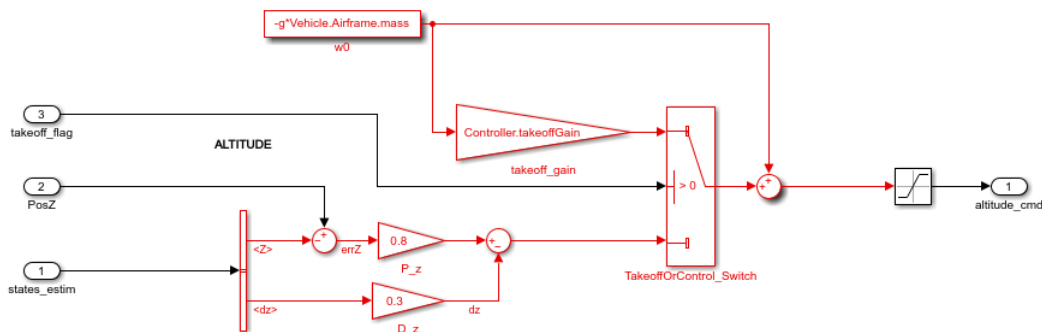 -g*Vehicle.Airframe.mass
w0
3
takeoff_flag
Controller.takeoffGain
ALTITUDE
takeoff_gain
2
PosZ
> 0
1
altitude_cmd
<Z>
errZ
0.8
P_z
TakeoffOrControl_Switch
1
states_estim
<dz>
0.3
dz
D_z